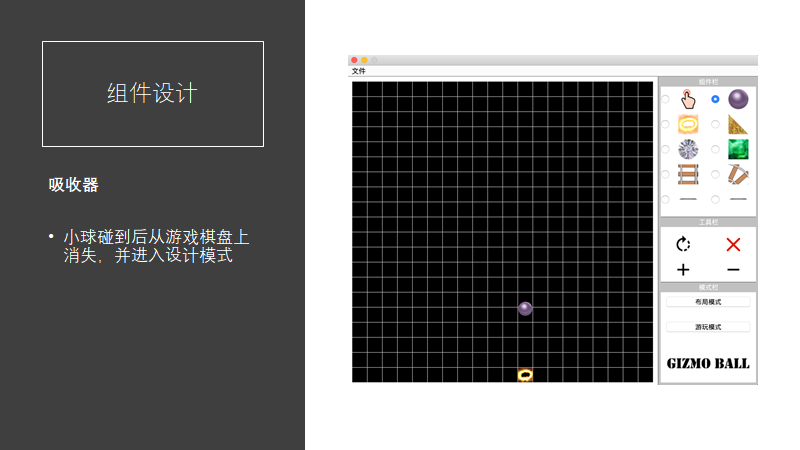 组件设计
吸收器
• 小球碰到后从游戏棋盘上
消失，并进入设计模式
文件
组件栏
工具栏
模式栏
布局模式
游玩模式
GIZMO BALL